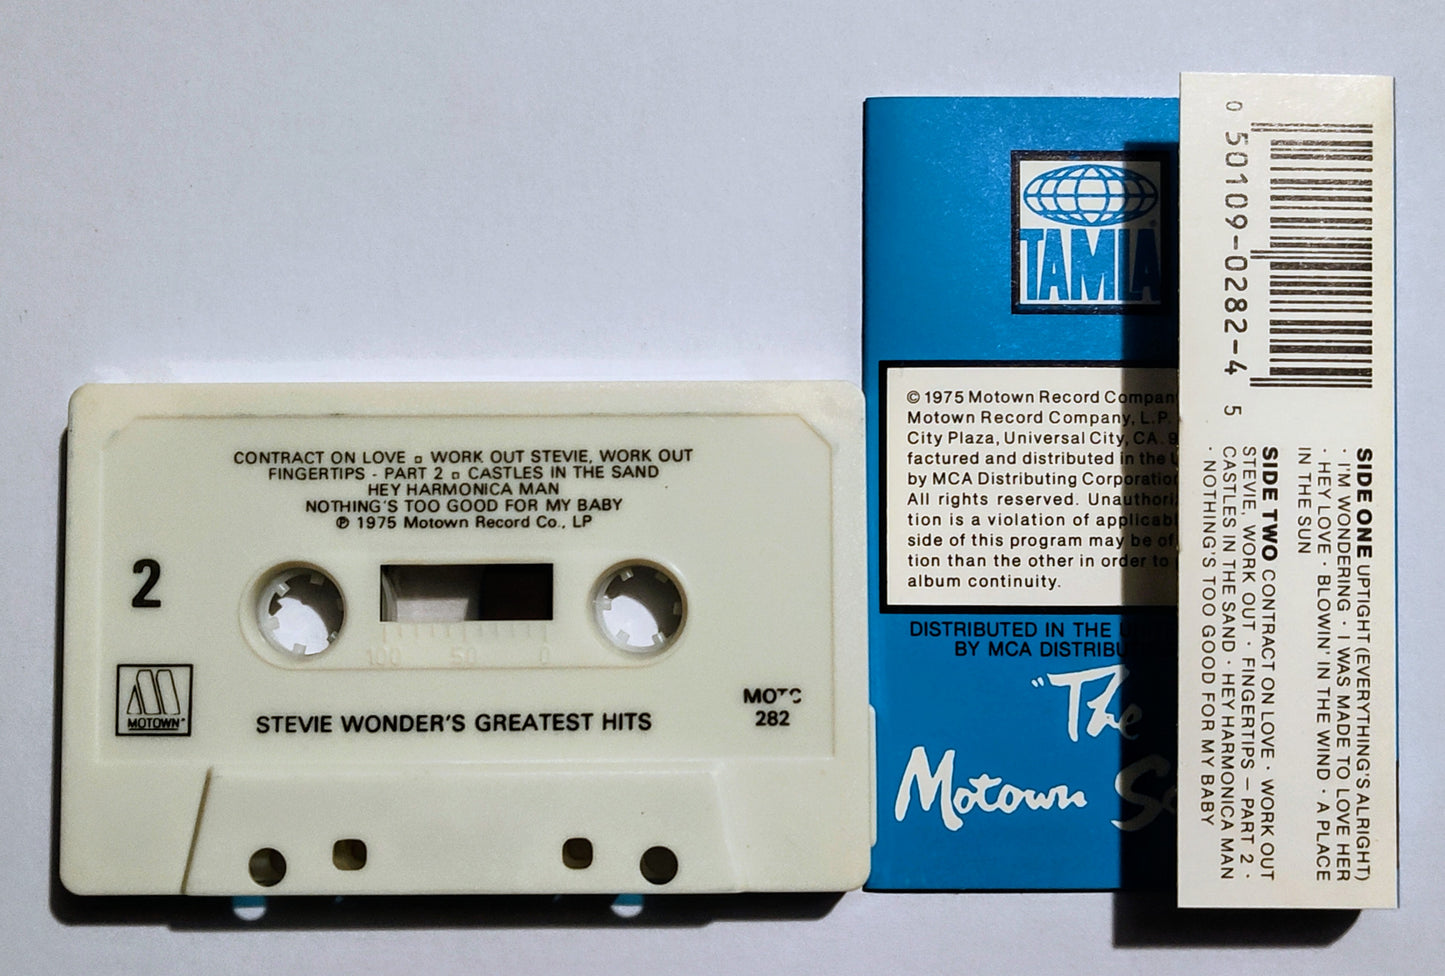 CONTRACT ON LOVE ▫ WORK OUT STEVIE, WORK OUT
FINGERTIPS - PART 2 ▫ CASTLES IN THE SAND
HEY HARMONICA MAN
NOTHING'S TOO GOOD FOR MY BABY
℗ 1975 Motown Record Co., LP
2
100 50 0
MOTOWN
STEVIE WONDER'S GREATEST HITS
MOTC
282
TAMLA
© 1975 Motown Record Company
Motown Record Company, L.P.
City Plaza, Universal City, CA.
factured and distributed in the
by MCA Distributing Corporation
All rights reserved.
tion is a violation of
side of this program may be of
tion than the other in order to
album continuity.
DISTRIBUTED IN THE
BY MCA
"The
Motown
0 50109-0282-4 5
SIDE ONE UPTIGHT (EVERYTHING'S ALRIGHT)
· I'M WONDERING · I WAS MADE TO LOVE HER
· HEY LOVE · BLOWIN' IN THE WIND · A PLACE
IN THE SUN
SIDE TWO CONTRACT ON LOVE · WORK OUT
STEVIE, WORK OUT · FINGERTIPS — PART 2 ·
CASTLES IN THE SAND · HEY HARMONICA MAN
· NOTHING'S TOO GOOD FOR MY BABY